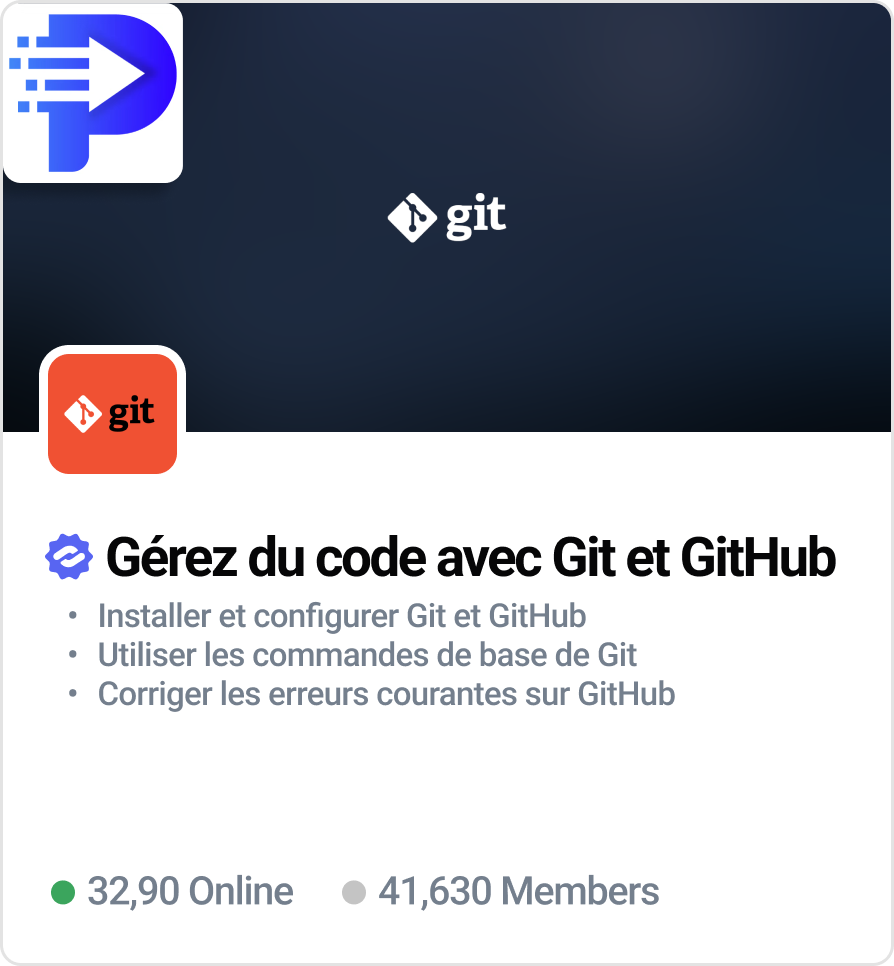 git
git
Gérez du code avec Git et GitHub
• Installer et configurer Git et GitHub
• Utiliser les commandes de base de Git
• Corriger les erreurs courantes sur GitHub
32,90 Online 41,630 Members